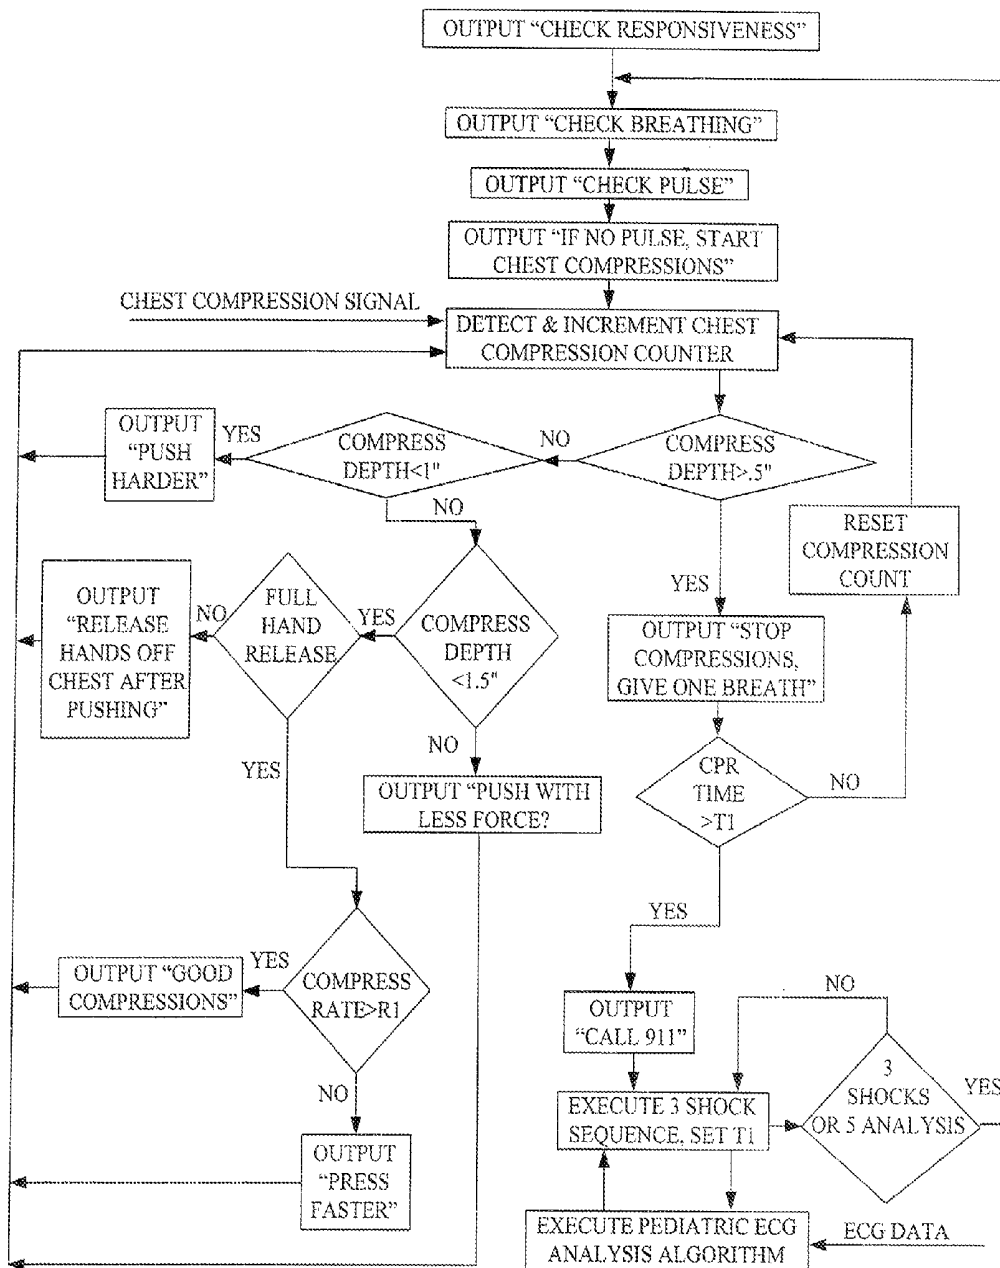 OUTPUT “CHECK RESPONSIVENESS”
OUTPUT “CHECK BREATHING”
OUTPUT “CHECK PULSE”
OUTPUT “IF NO PULSE, START
CHEST COMPRESSIONS”
CHEST COMPRESSION SIGNAL
DETECT & INCREMENT CHEST
COMPRESSION COUNTER
OUTPUT
“PUSH
HARDER”
YES
COMPRESS
DEPTH<1"
NO
COMPRESS
DEPTH>.5"
NO
RESET
COMPRESSION
COUNT
YES
OUTPUT
“RELEASE
HANDS OFF
CHEST AFTER
PUSHING”
NO
FULL
HAND
RELEASE
YES
COMPRESS
DEPTH
<1.5"
OUTPUT “STOP
COMPRESSIONS,
GIVE ONE BREATH”
YES
NO
OUTPUT “PUSH WITH
LESS FORCE?
CPR
TIME
>T1
NO
YES
OUTPUT “GOOD
COMPRESSIONS”
YES
COMPRESS
RATE>R1
NO
OUTPUT
“PRESS
FASTER”
OUTPUT
“CALL 911”
NO
EXECUTE 3 SHOCK
SEQUENCE, SET T1
3
SHOCKS
OR 5 ANALYSIS
YES
EXECUTE PEDIATRIC ECG
ANALYSIS ALGORITHM
ECG DATA